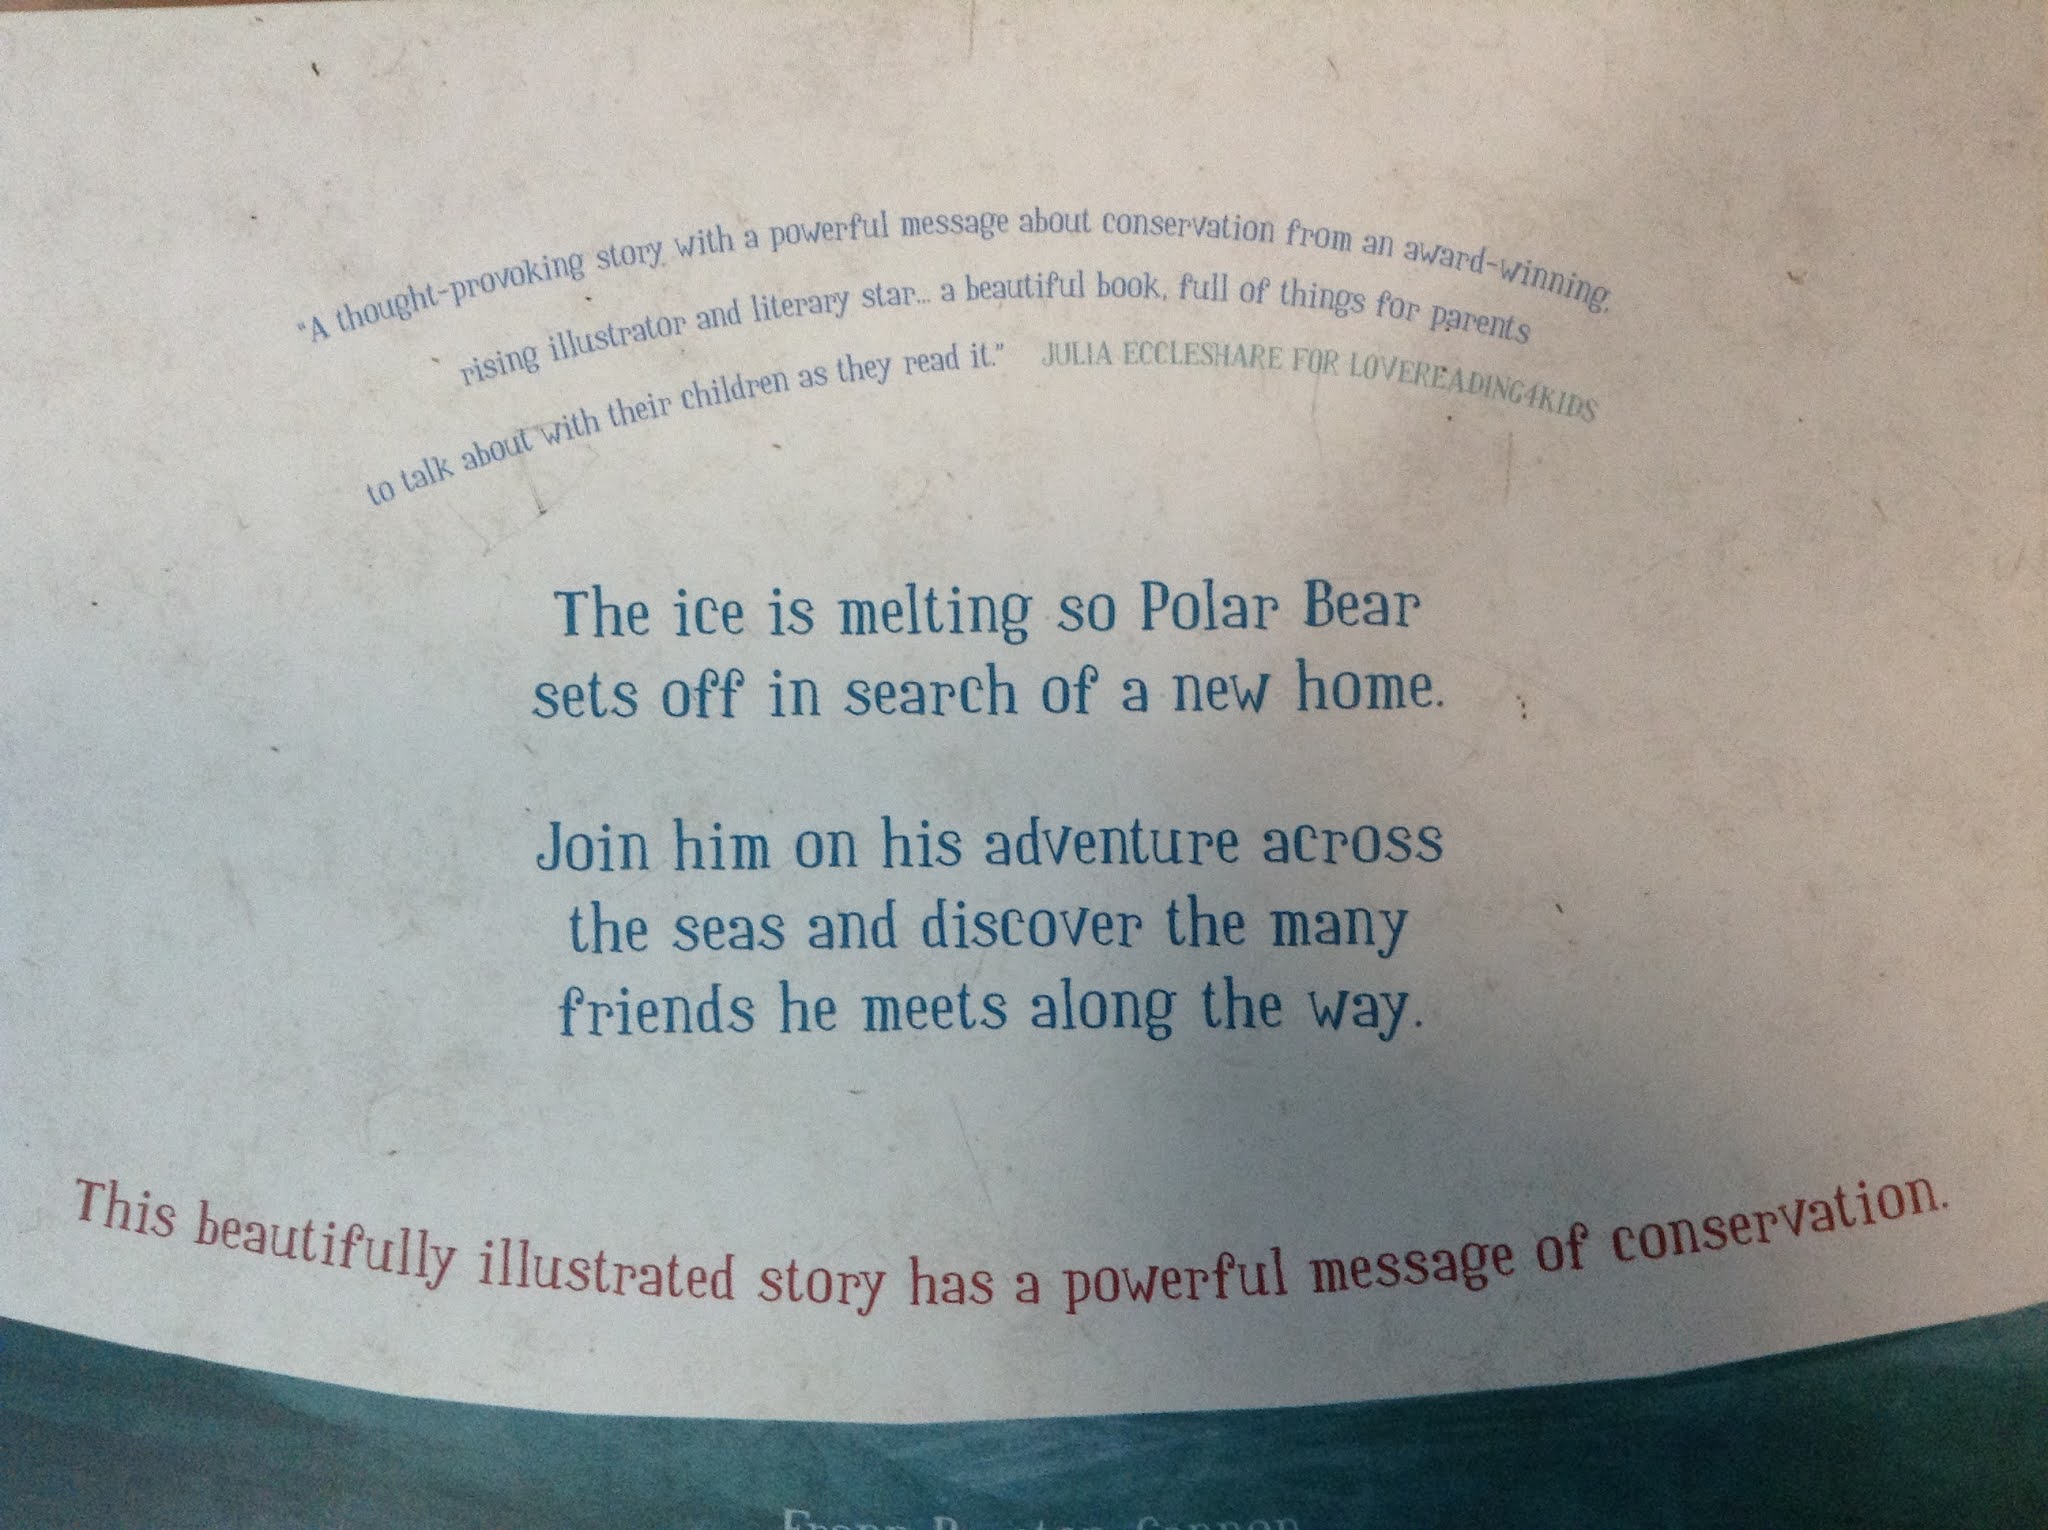 "A thought-provoking story with a powerful message about conservation from an award-winning,
rising illustrator and literary star... a beautiful book, full of things for parents
to talk about with their children as they read it." JULIA ECCLESHARE FOR LOVEREADING4KIDS
The ice is melting so Polar Bear
sets off in search of a new home.
Join him on his adventure across
the seas and discover the many
friends he meets along the way.
This beautifully illustrated story has a powerful message of conservation.